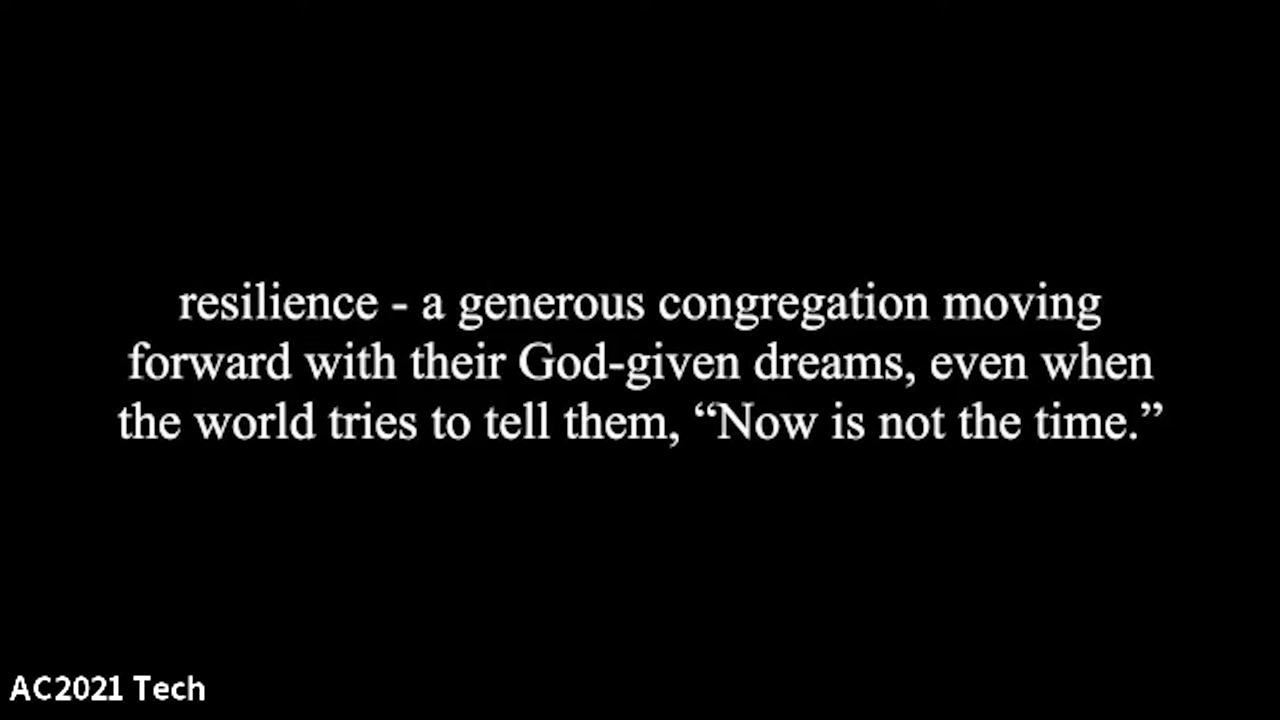 resilience - a generous congregation moving
forward with their God-given dreams, even when
the world tries to tell them, “Now is not the time.”
AC2021 Tech